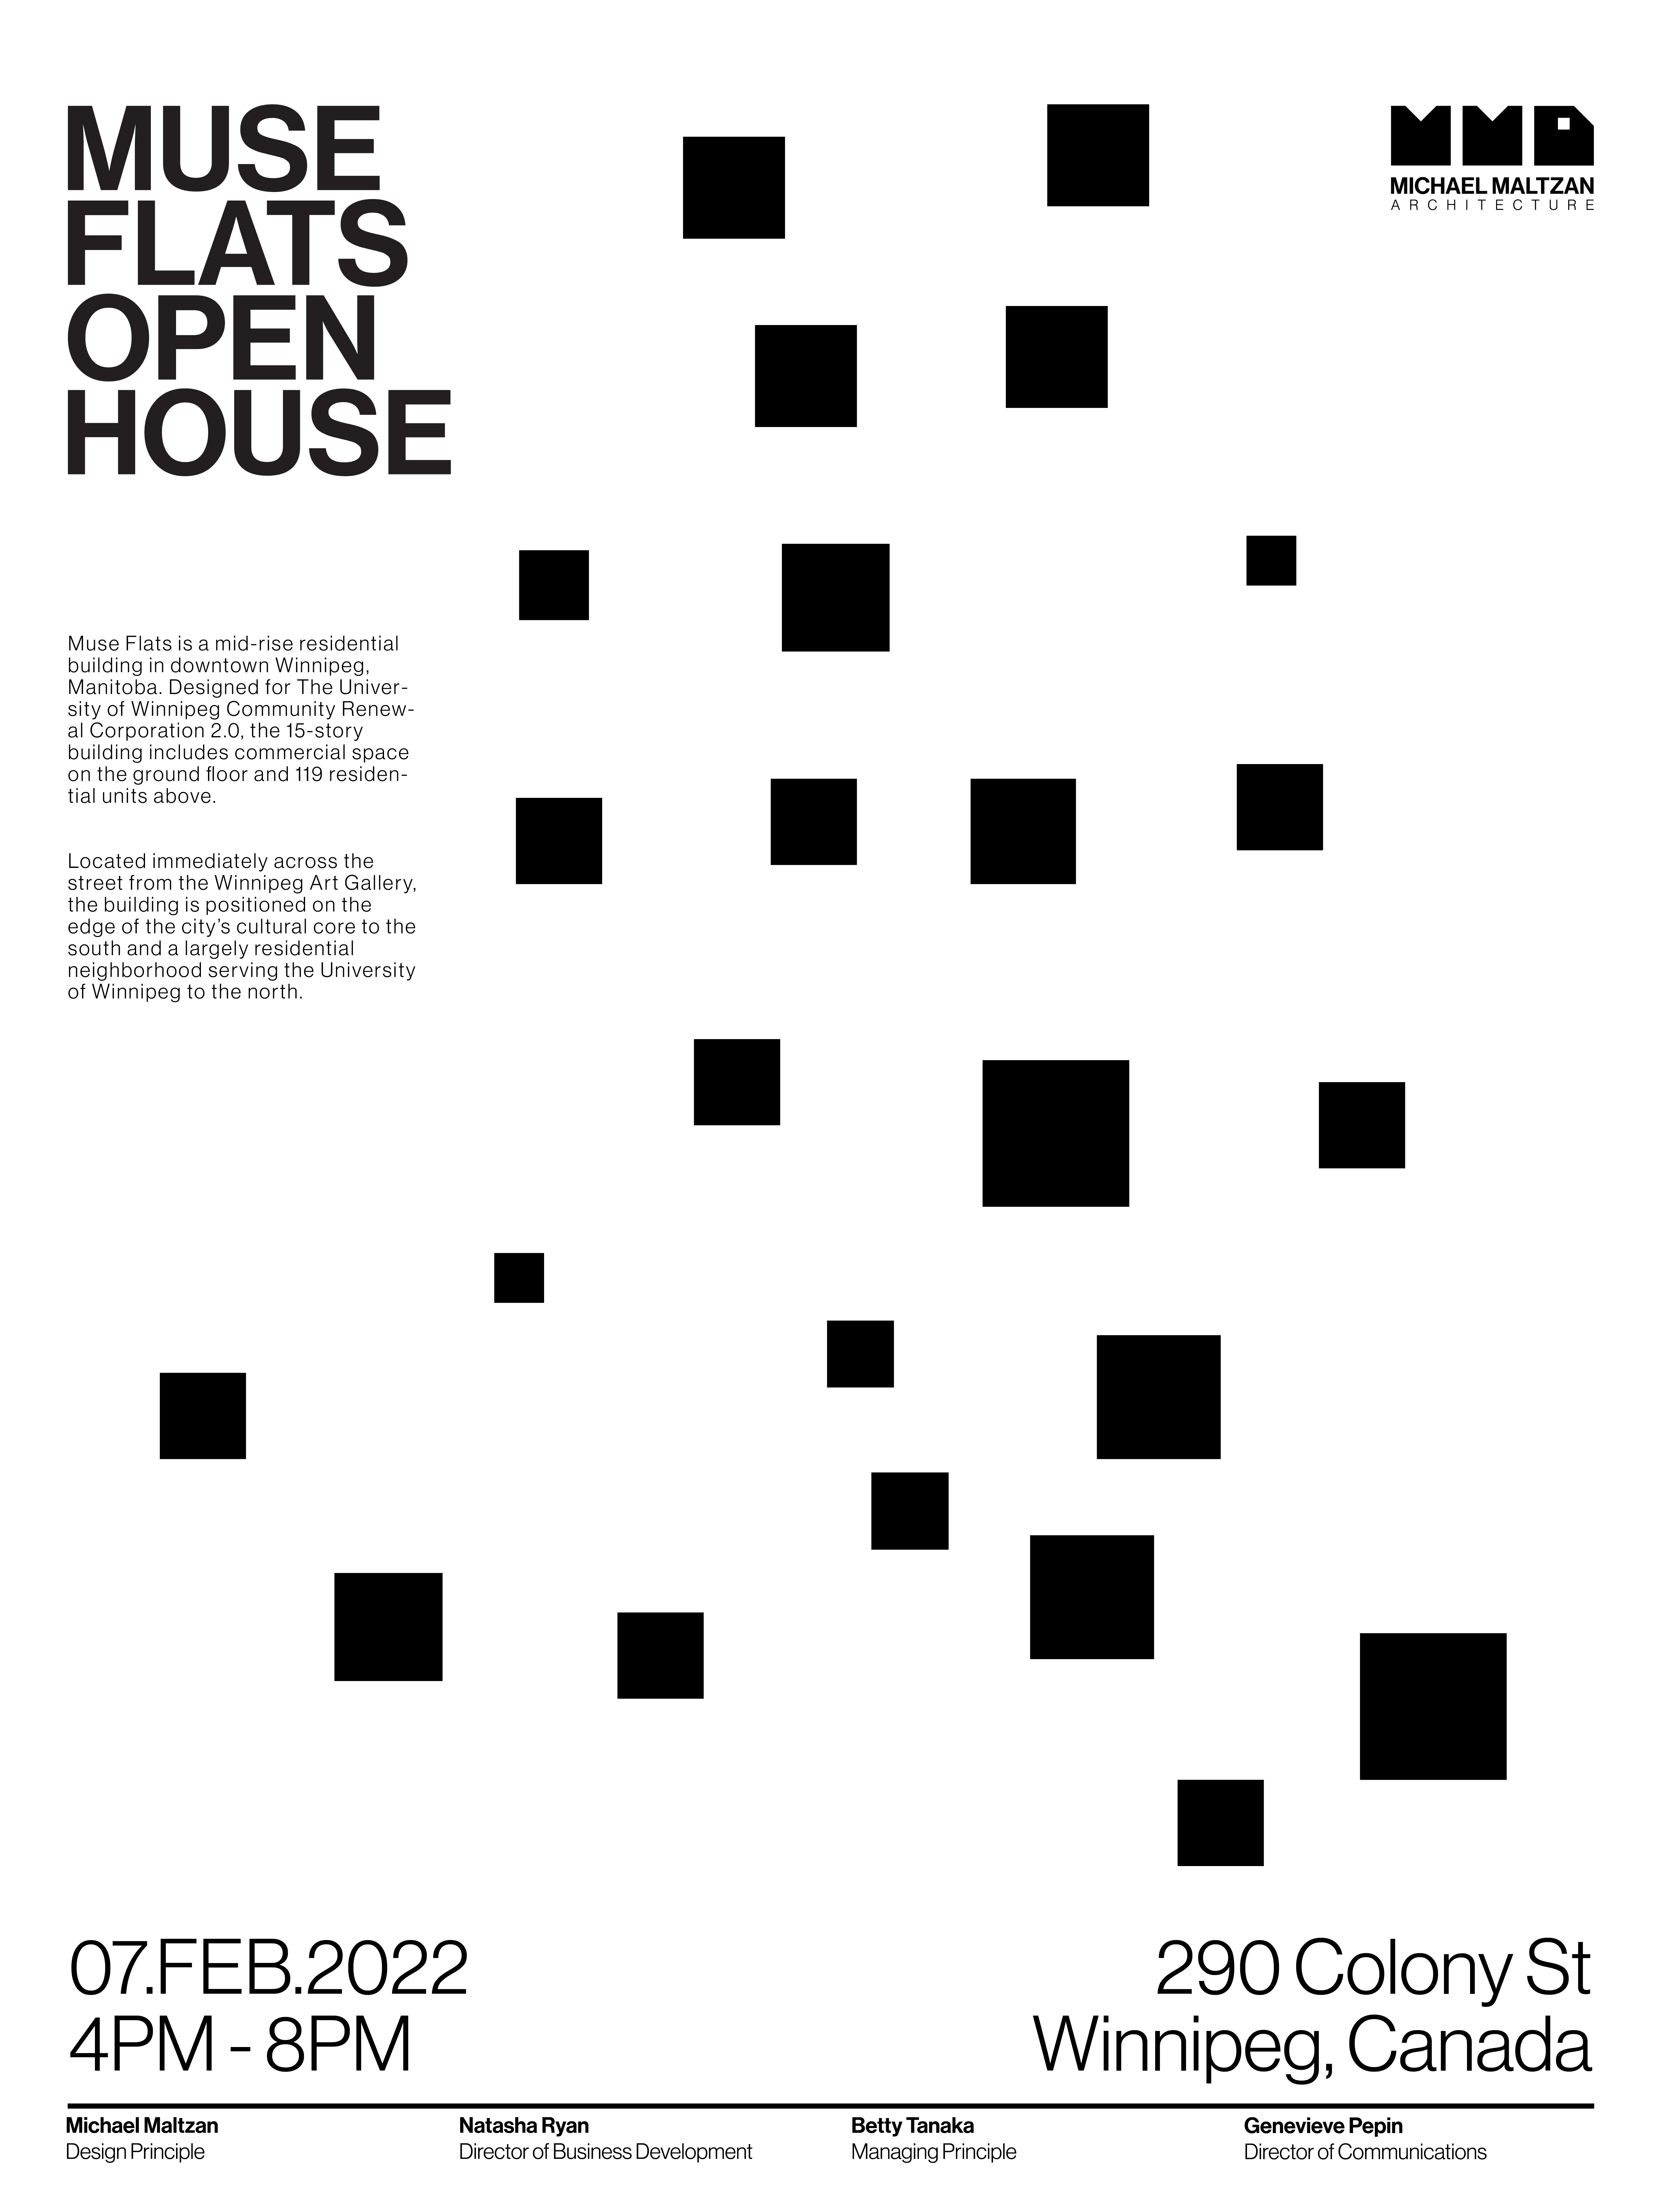 MUSE
FLATS
OPEN
HOUSE
MMA
MICHAEL MALTZAN
ARCHITECTURE
Muse Flats is a mid-rise residential
building in downtown Winnipeg,
Manitoba. Designed for The Univer-
sity of Winnipeg Community Renew-
al Corporation 2.0, the 15-story
building includes commercial space
on the ground floor and 119 residen-
tial units above.
Located immediately across the
street from the Winnipeg Art Gallery,
the building is positioned on the
edge of the city’s cultural core to the
south and a largely residential
neighborhood serving the University
of Winnipeg to the north.
07.FEB.2022
4PM - 8PM
290 Colony St
Winnipeg, Canada
Michael Maltzan
Design Principle
Natasha Ryan
Director of Business Development
Betty Tanaka
Managing Principle
Genevieve Pepin
Director of Communications